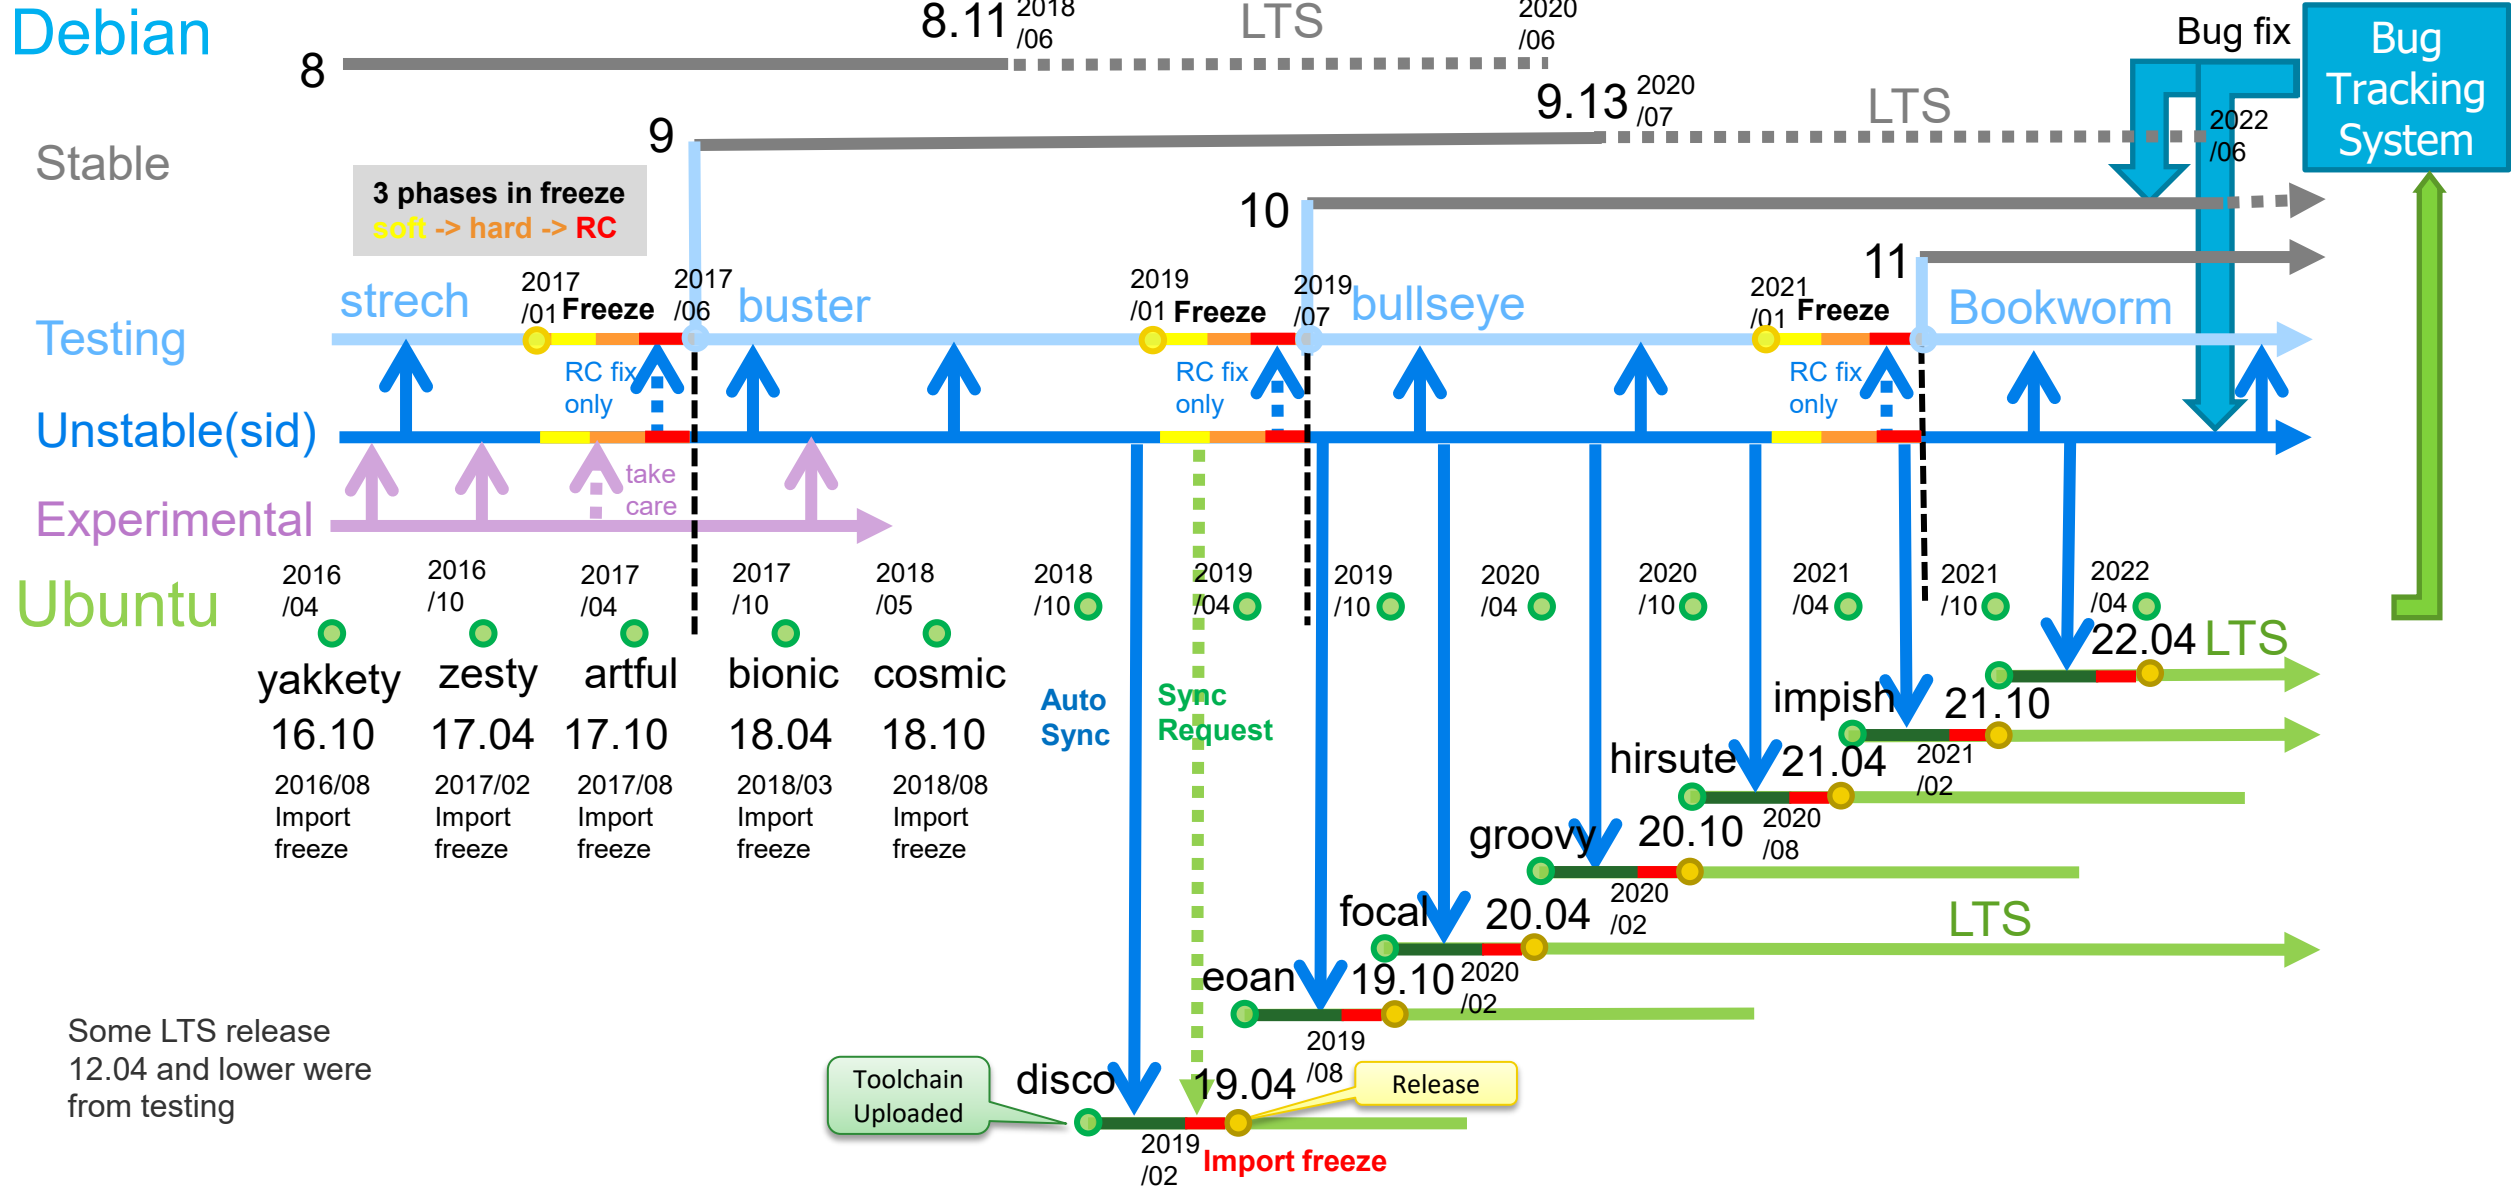 Debian
8
8.11
2018
/06
LTS
2020
/06
Bug fix
Bug
Tracking
System
9
9.13
2020
/07
LTS
2022
/06
Stable
3 phases in freeze
soft -> hard -> RC
10
11
strech
2017
/01
Freeze
2017
/06
buster
2019
/01
Freeze
2019
/07
bullseye
2021
/01
Freeze
Bookworm
Testing
RC fix
only
RC fix
only
RC fix
only
Unstable(sid)
take
care
Experimental
Ubuntu
2016
/04
2016
/10
2017
/04
2017
/10
2018
/05
2018
/10
2019
/04
2019
/10
2020
/04
2020
/10
2021
/04
2021
/10
2022
/04
yakkety
zesty
artful
bionic
cosmic
16.10
17.04
17.10
18.04
18.10
2016/08
Import
freeze
2017/02
Import
freeze
2017/08
Import
freeze
2018/03
Import
freeze
2018/08
Import
freeze
Auto
Sync
Sync
Request
22.04
LTS
impish
21.10
2021
/02
hirsute
21.04
2020
/08
groovy
20.10
2020
/02
focal
20.04
LTS
2020
/02
eoan
19.10
2019
/08
disco
19.04
Release
Toolchain
Uploaded
2019
/02
Import freeze
Some LTS release
12.04 and lower were
from testing